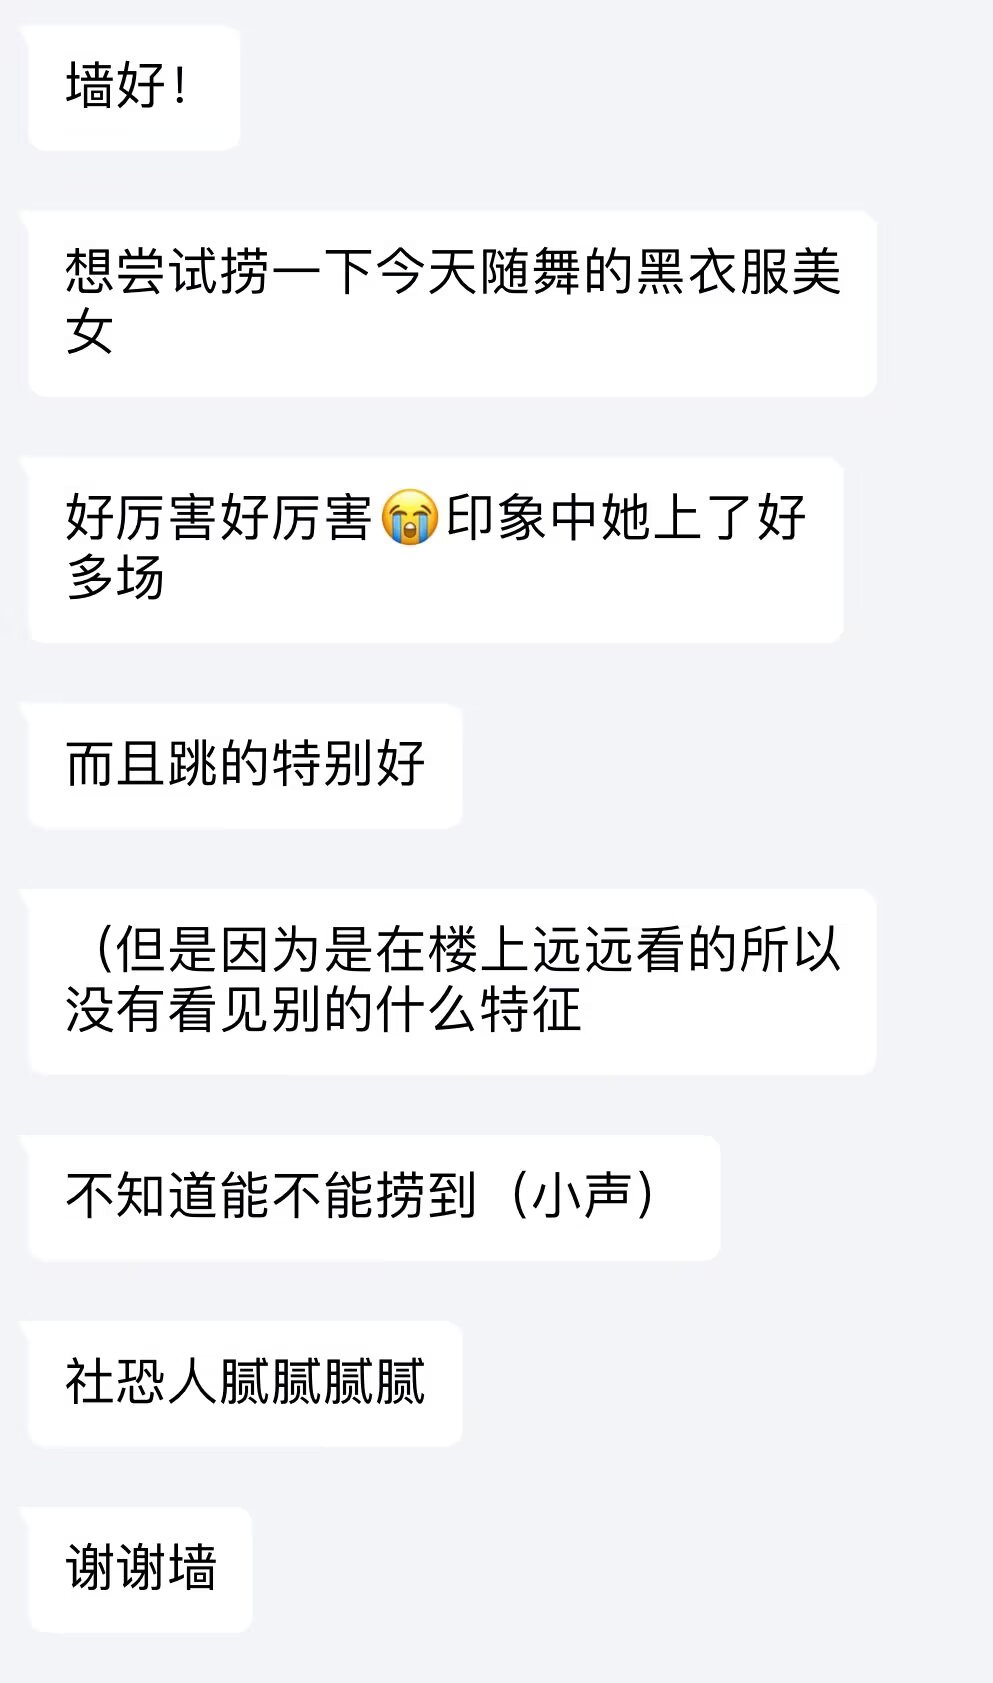 墙好！
想尝试捞一下今天随舞的黑衣服美
女
好厉害好厉害😭印象中她上了好
多场
而且跳的特别好
（但是因为是在楼上远远看的所以
没有看见别的什么特征
不知道能不能捞到（小声）
社恐人腻腻腻腻
谢谢墙